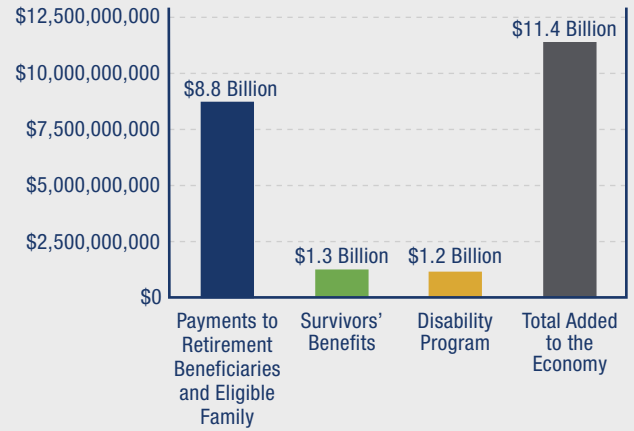 $12,500,000,000
$10,000,000,000
$7,500,000,000
$5,000,000,000
$2,500,000,000
$0
$8.8 Billion
$1.3 Billion
$1.2 Billion
$11.4 Billion
Payments to
Retirement
Beneficiaries
and Eligible
Family
Survivors'
Benefits
Disability
Program
Total Added
to the
Economy